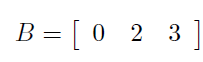 B = [ 0 2 3 ]